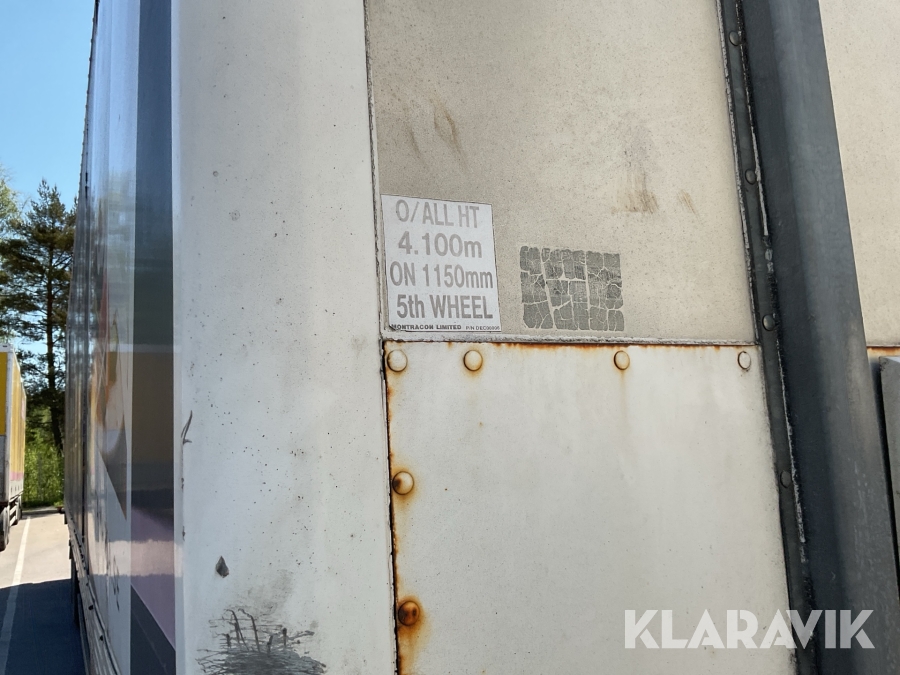 O/ALL HT
4.100m
ON 1150mm
5th WHEEL
MONTRACON LIMITED
KLARAVIK